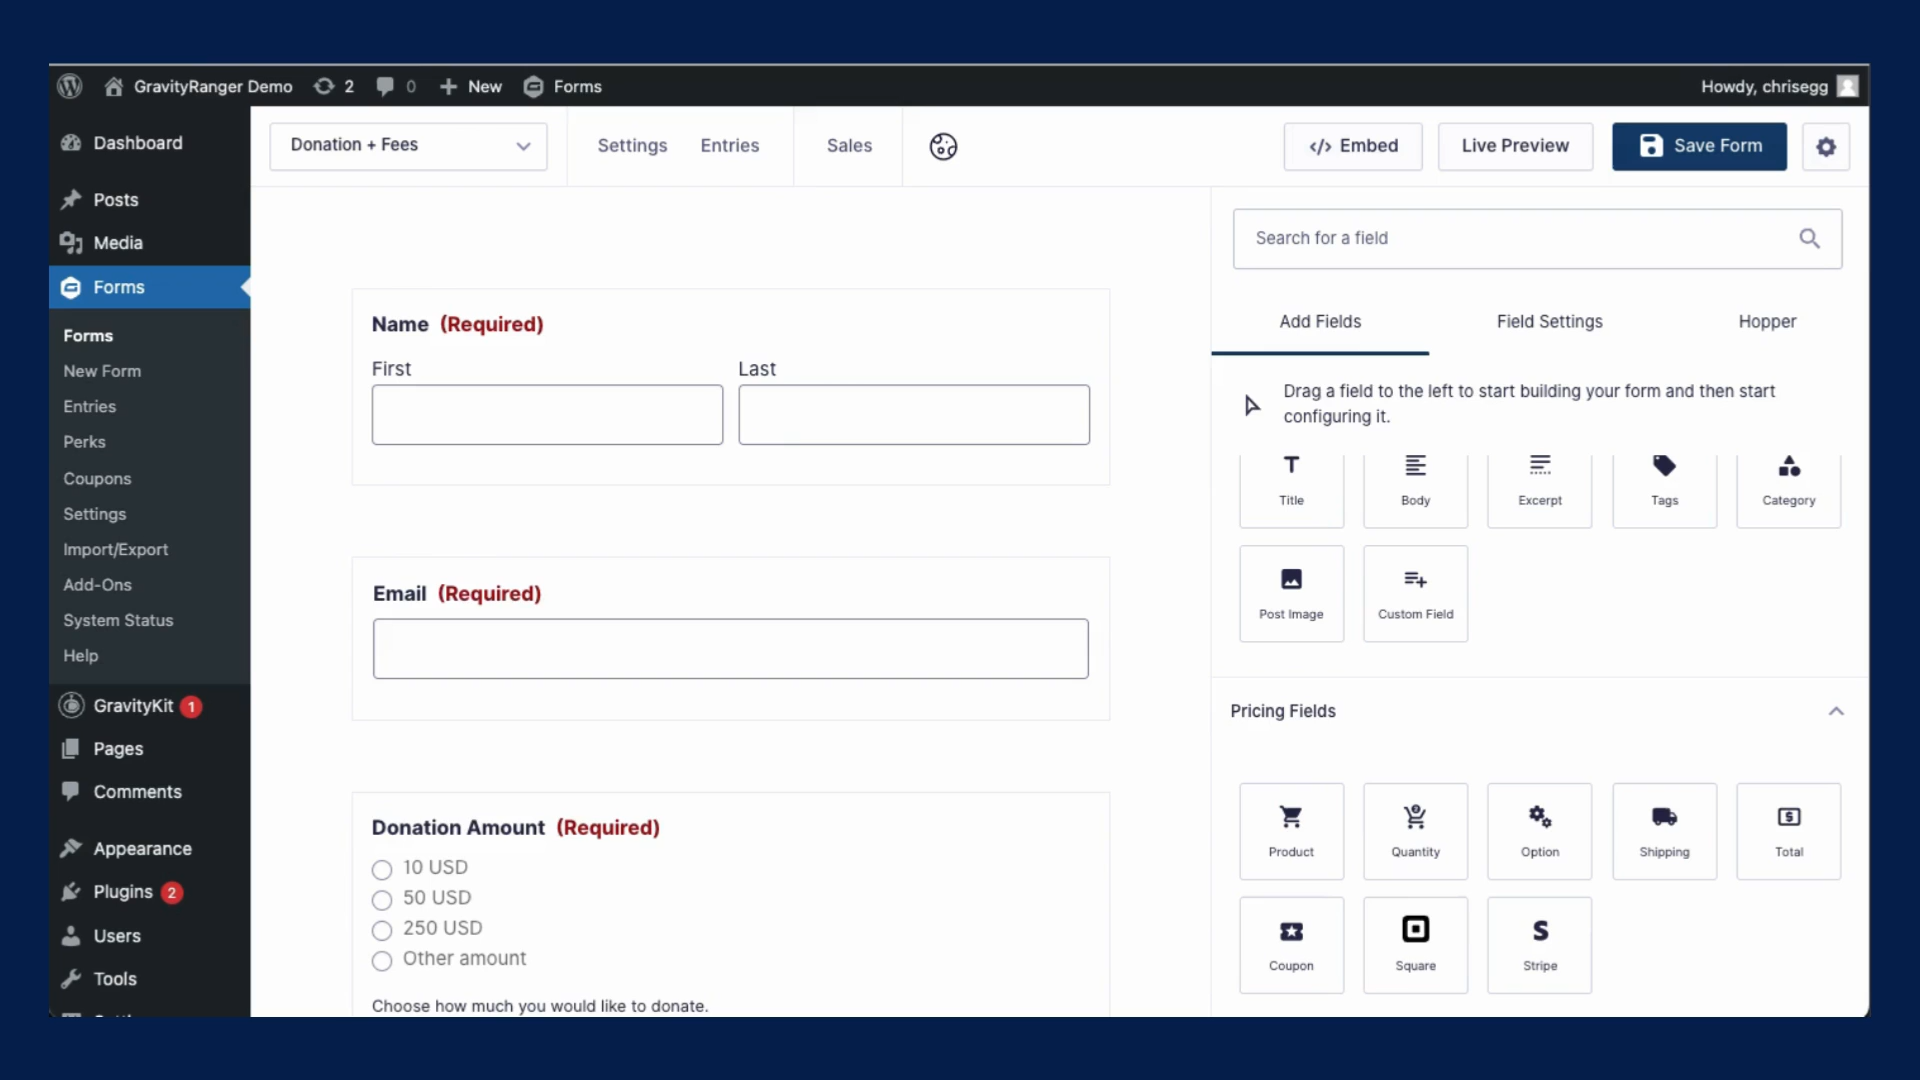 GravityRanger Demo 2 0 New Forms Howdy, chrisegg
Dashboard
Posts
Media
Forms
Forms
New Form
Entries
Perks
Coupons
Settings
Import/Export
Add-Ons
System Status
Help
GravityKit 1
Pages
Comments
Appearance
Plugins 2
Users
Tools
Donation + Fees Settings Entries Sales </> Embed Live Preview Save Form
Name (Required)
First Last
Email (Required)
Donation Amount (Required)
10 USD
50 USD
250 USD
Other amount
Choose how much you would like to donate.
Search for a field
Add Fields Field Settings Hopper
Drag a field to the left to start building your form and then start
configuring it.
Title Body Excerpt Tags Category
Post Image Custom Field
Pricing Fields
Product Quantity Option Shipping Total
Coupon Square Stripe